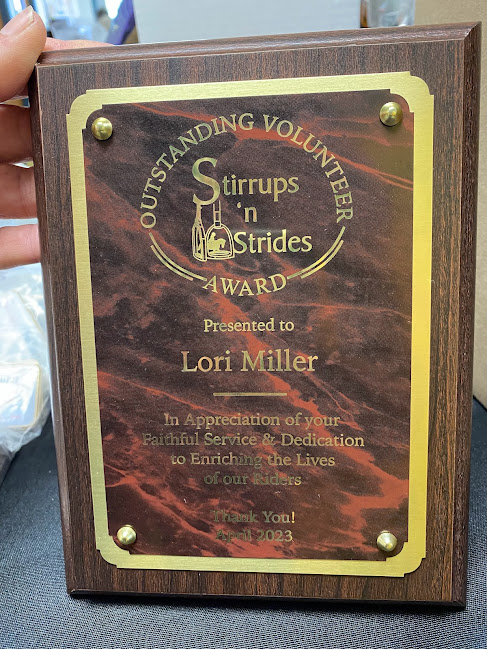 OUTSTANDING VOLUNTEER
Stirrups
'n
Strides
AWARD
Presented to
Lori Miller
In Appreciation of your
Faithful Service & Dedication
to Enriching the Lives
of our Riders
Thank You!
April 2023